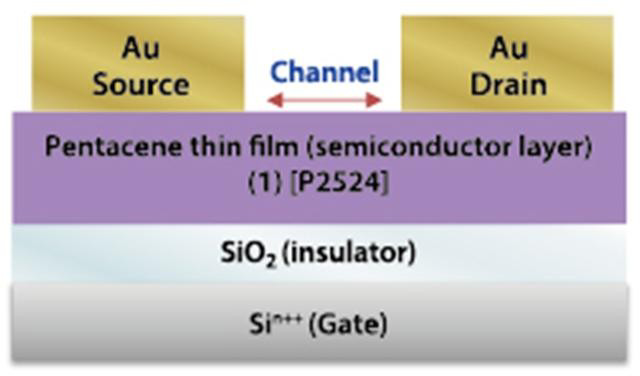 Au
Source
Channel
Au
Drain
Pentacene thin film (semiconductor layer)
(1) [P2524]
SiO₂ (insulator)
Siⁿ⁺⁺ (Gate)